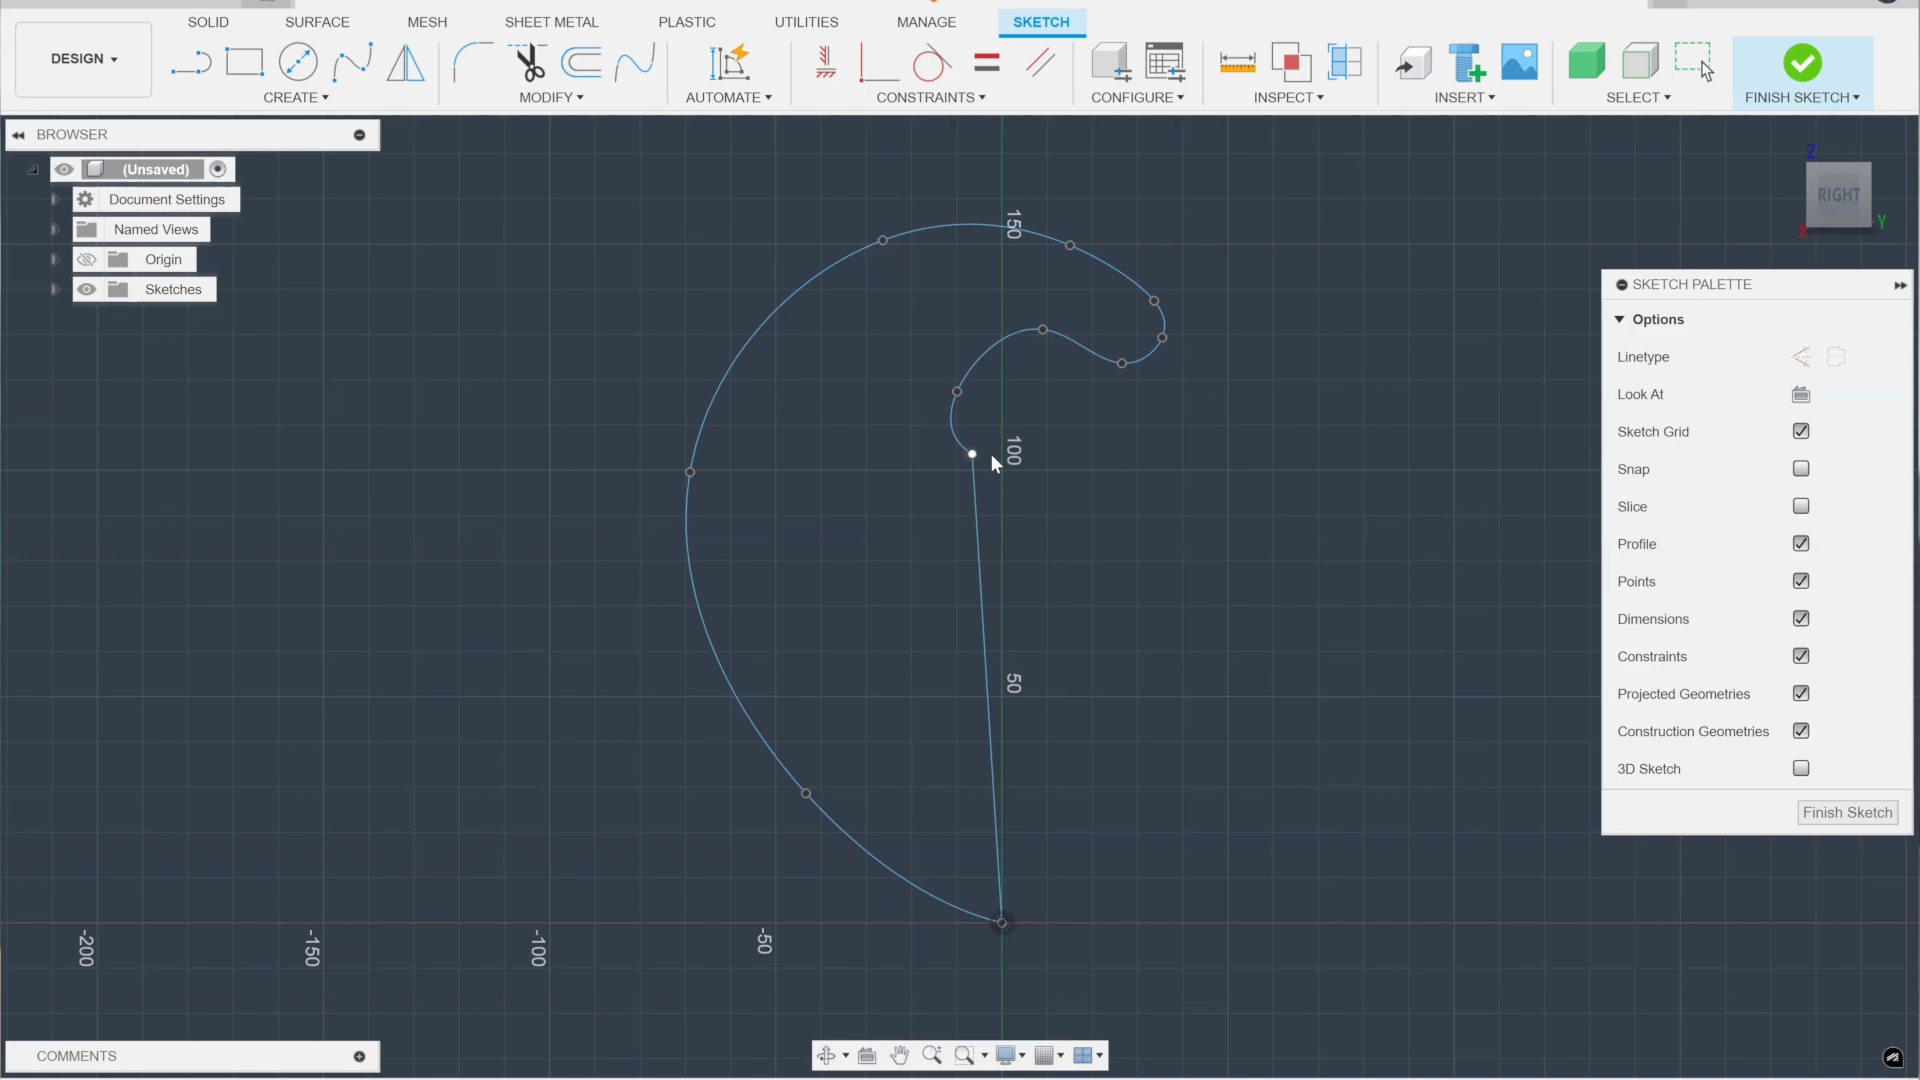 SOLID SURFACE MESH SHEET METAL PLASTIC UTILITIES MANAGE SKETCH
DESIGN
CREATE MODIFY AUTOMATE CONSTRAINTS CONFIGURE INSPECT INSERT SELECT FINISH SKETCH
BROWSER
(Unsaved)
Document Settings
Named Views
Origin
Sketches
150
100
50
-200
-150
-100
-50
Z
RIGHT
Y
X
SKETCH PALETTE
Options
Linetype
Look At
Sketch Grid
Snap
Slice
Profile
Points
Dimensions
Constraints
Projected Geometries
Construction Geometries
3D Sketch
Finish Sketch
COMMENTS